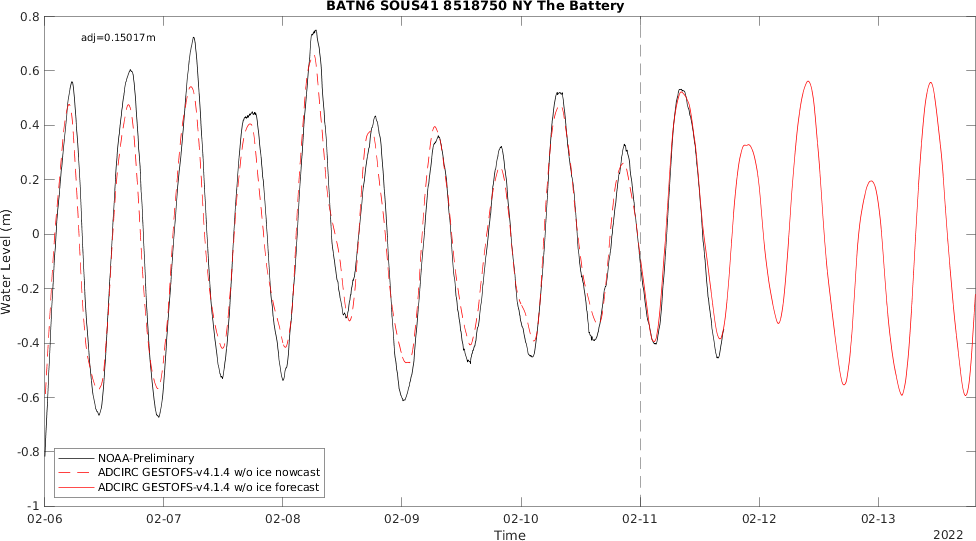 BATN6 SOUS41 8518750 NY The Battery
adj=0.15017m
0.8
0.6
0.4
0.2
0
-0.2
-0.4
-0.6
-0.8
-1
Water Level (m)
NOAA-Preliminary
ADCIRC GESTOFS-v4.1.4 w/o ice nowcast
ADCIRC GESTOFS-v4.1.4 w/o ice forecast
02-06 02-07 02-08 02-09 02-10 02-11 02-12 02-13
Time
2022